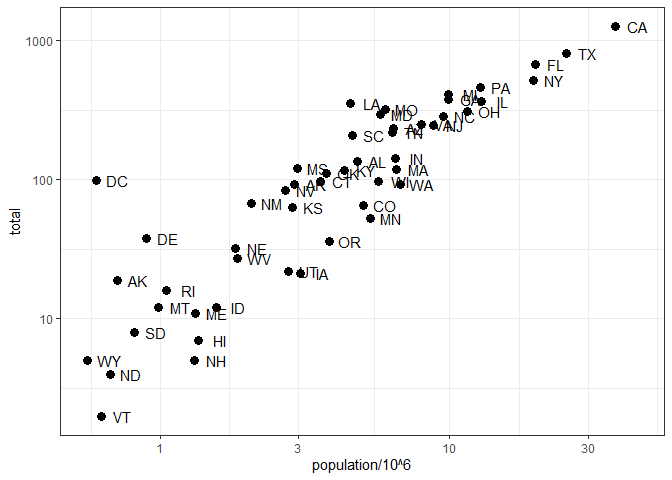 1000
100
10
total
CA
TX
FL
NY
PA
MI
GA
IL
OH
LA
MO
MD
NC
NJ
VA
AZ
TN
SC
IN
AL
MA
KY
MS
OK
WI
WA
CT
AR
NV
DC
NM
KS
CO
MN
OR
DE
NE
WV
UT
IA
AK
RI
MT
ID
ME
SD
HI
WY
NH
ND
VT
1
3
10
30
population/10^6